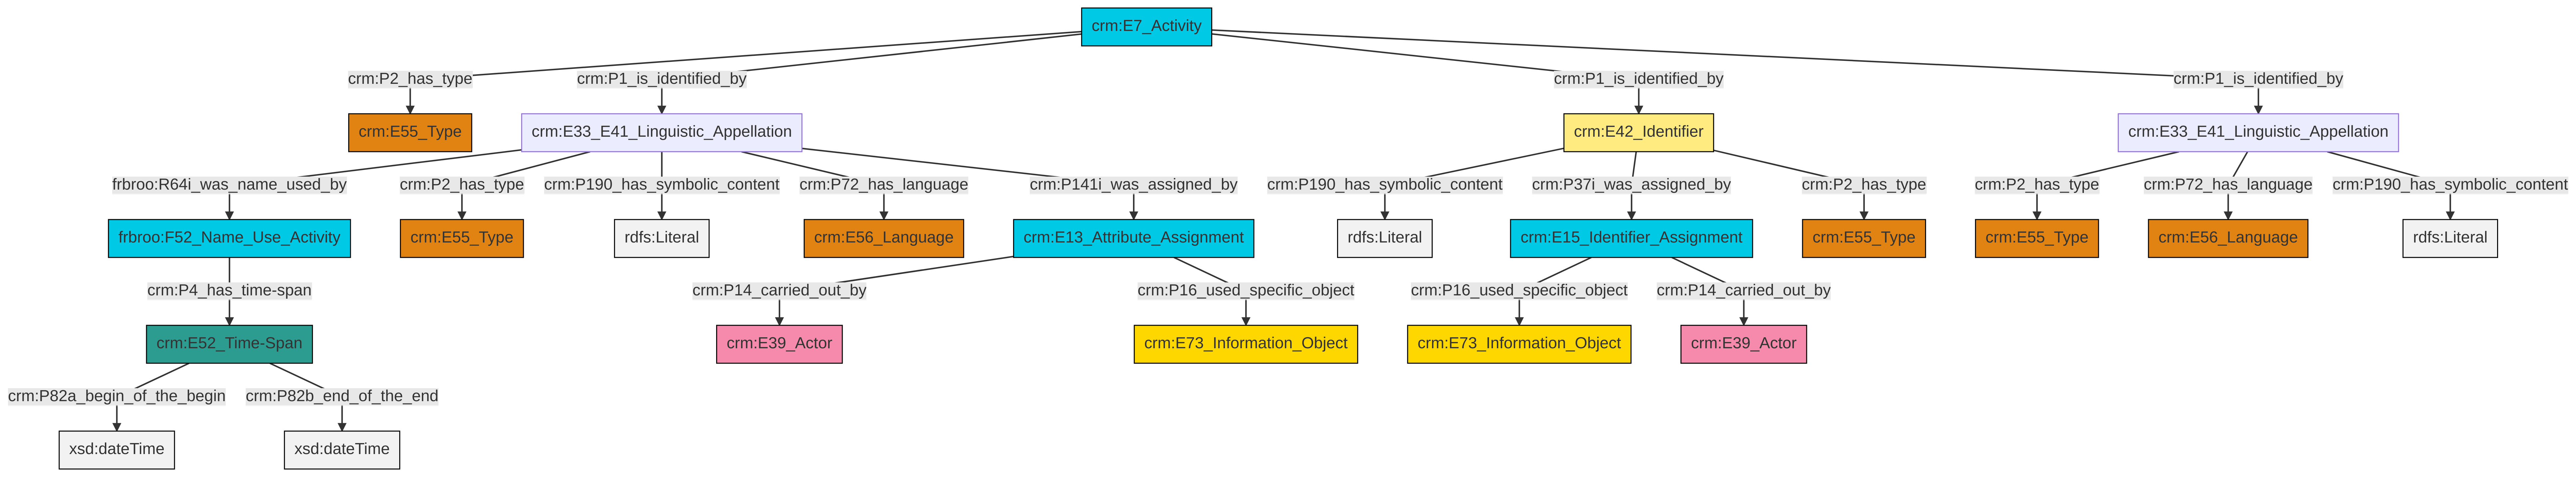 crm:E7_Activity
crm:P2_has_type
crm:P1_is_identified_by
crm:P1_is_identified_by
crm:P1_is_identified_by
crm:E55_Type
crm:E33_E41_Linguistic_Appellation
crm:E42_Identifier
crm:E33_E41_Linguistic_Appellation
frbroo:R64i_was_name_used_by
crm:P2_has_type
crm:P190_has_symbolic_content
crm:P72_has_language
crm:P141i_was_assigned_by
crm:P190_has_symbolic_content
crm:P37i_was_assigned_by
crm:P2_has_type
crm:P2_has_type
crm:P72_has_language
crm:P190_has_symbolic_content
frbroo:F52_Name_Use_Activity
crm:E55_Type
rdfs:Literal
crm:E56_Language
crm:E13_Attribute_Assignment
rdfs:Literal
crm:E15_Identifier_Assignment
crm:E55_Type
crm:E55_Type
crm:E56_Language
rdfs:Literal
crm:P4_has_time-span
crm:P14_carried_out_by
crm:P16_used_specific_object
crm:P16_used_specific_object
crm:P14_carried_out_by
crm:E52_Time-Span
crm:E39_Actor
crm:E73_Information_Object
crm:E73_Information_Object
crm:E39_Actor
crm:P82a_begin_of_the_begin
crm:P82b_end_of_the_end
xsd:dateTime
xsd:dateTime